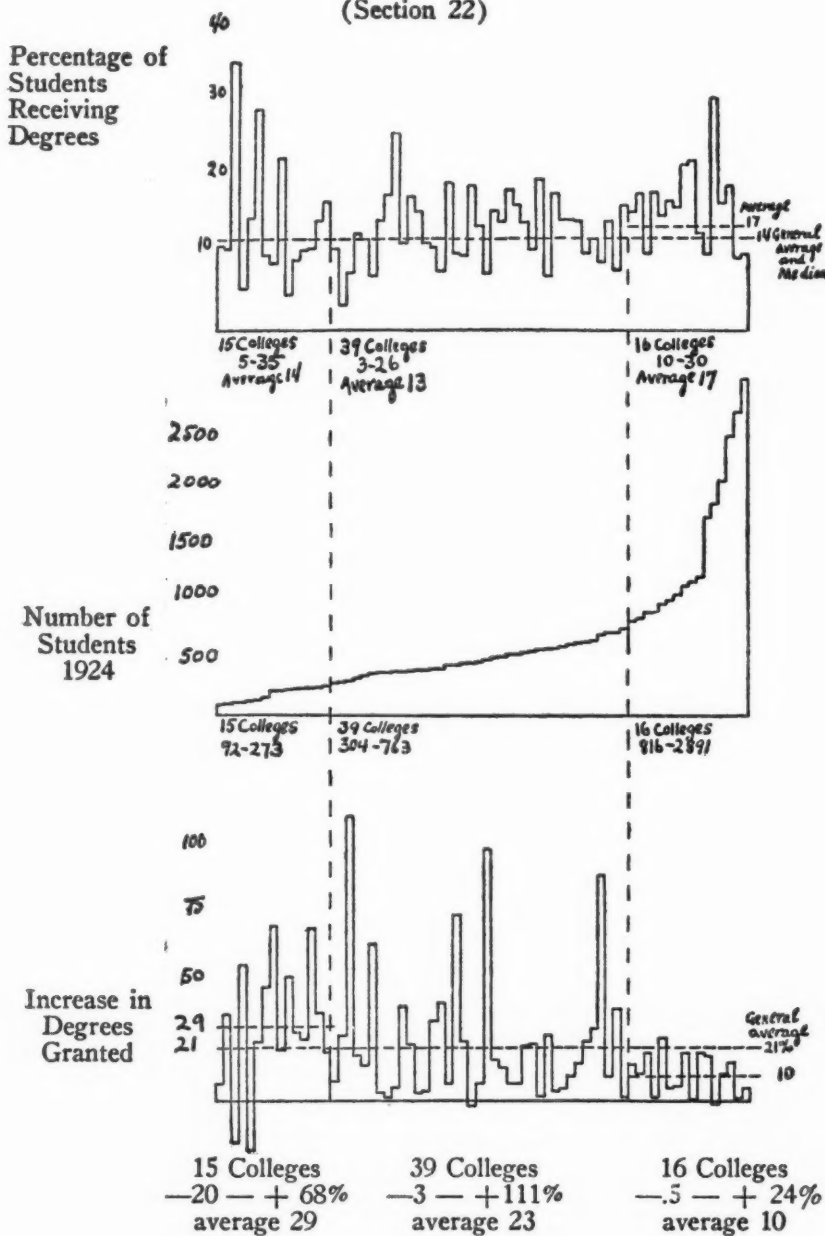 (Section 22)
Percentage of
Students
Receiving
Degrees
40
30
20
10
Average
17
14 General
Average
and
Median
15 Colleges
5-35
Average 14
39 Colleges
3-26
Average 13
16 Colleges
10-30
Average 17
Number of
Students
1924
2500
2000
1500
1000
500
15 Colleges
92-273
39 Colleges
304-763
16 Colleges
816-2891
Increase in
Degrees
Granted
100
75
50
29
21
General
average
21%
10
15 Colleges
—20 — + 68%
average 29
39 Colleges
—3 — +111%
average 23
16 Colleges
—.5 — + 24%
average 10